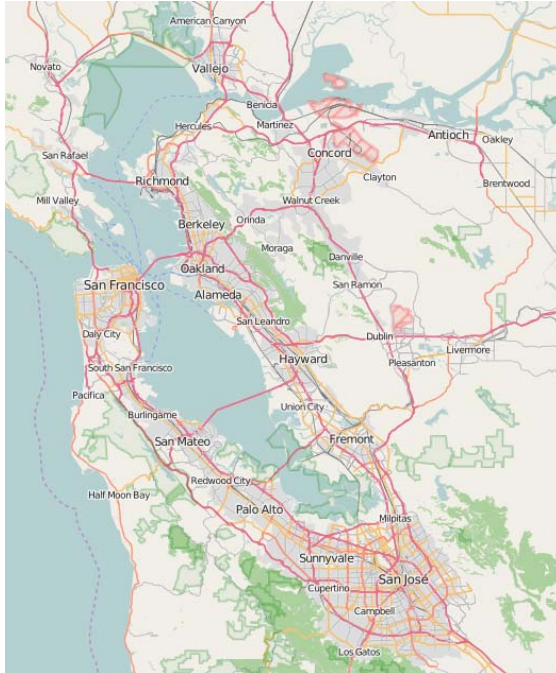 American Canyon
Novato
Vallejo
Benicia
Hercules
Martinez
Antioch
Oakley
San Rafael
Concord
Richmond
Clayton
Brentwood
Mill Valley
Walnut Creek
Berkeley
Orinda
Moraga
Danville
Oakland
San Francisco
San Ramon
Alameda
San Leandro
Daly City
Dublin
Livermore
Hayward
Pleasanton
South San Francisco
Pacifica
Union City
Burlingame
San Mateo
Fremont
Redwood City
Half Moon Bay
Palo Alto
Milpitas
Sunnyvale
San José
Cupertino
Campbell
Los Gatos